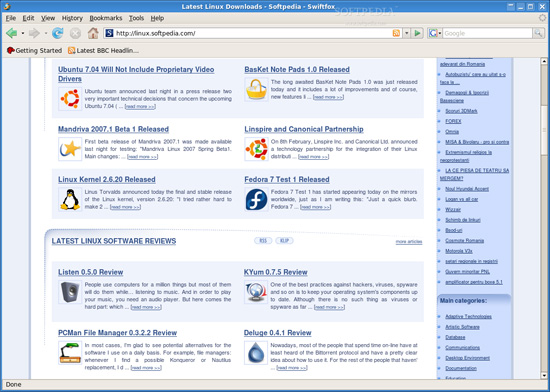 Latest Linux Downloads - Softpedia - Swiftfox
SOFTPEDIA
File Edit View History Bookmarks Tools Help
http://linux.softpedia.com/
Google
Getting Started Latest BBC Headlin...
Ubuntu 7.04 Will Not Include Proprietary Video
Drivers
Ubuntu team announced last night in a press release two
very important technical decisions that concern the upcoming
Ubuntu 7.04 ( ... [read more >>]
BasKet Note Pads 1.0 Released
The long awaited BasKet Note Pads 1.0 was just released
today and it includes a lot of improvements and of course,
new features li ... [read more >>]
Mandriva 2007.1 Beta 1 Released
First beta release of Mandriva 2007.1 was made available
last night for testing: "Mandriva Linux 2007 Spring Beta1.
Main changes: ... [read more >>]
Linspire and Canonical Partnership
On 8th February, Linspire Inc. and Canonical Ltd. announced
a technology partnership for the integration of their Linux
distributi ... [read more >>]
Linux Kernel 2.6.20 Released
Linus Torvalds announced today the final and stable release
of the Linux kernel, version 2.6.20: "I tried rather hard to
make 2 ... [read more >>]
Fedora 7 Test 1 Released
Fedora 7 Test 1 has started appearing today on the mirrors
worldwide, just as I am writing this: "Just a quick blurb.
Fedora 7 ... [read more >>]
LATEST LINUX SOFTWARE REVIEWS
RSS
KLIP
more articles
Listen 0.5.0 Review
People use computers for a million things but most of them
will do them while... listening to music. And in order to play
your music, you need an audio player. But here comes the
hard part: which ... [read more >>]
KYum 0.7.5 Review
One of the best practices against hackers, viruses, spyware
and so on is to keep your operating system's components up
to date. Although there is no such thing as viruses or
spyware as far ... [read more >>]
PCMan File Manager 0.3.2.2 Review
In most cases, I'm glad to see potential alternatives for the
software I use on a daily basis. For example, file managers:
whenever I find a possible Konqueror or Nautilus
replacement, I d ... [read more >>]
Deluge 0.4.1 Review
Nowadays, most of the people that spend time on-line have at
least heard of the Bittorrent protocol and have a pretty clear
idea about how to use it. For the rest of the people that haven'
... [read more >>]
adevarat din Romania
Autobuzulu' care au uitat s-o
faca la ...
Demagogi & tarancii
Basesciene
Scoruri 3DMark
FOREX
Omnia
MISA & Bivolaru - pro si contra
Extremismul religios la
neoprotestanti
LA CE PIESA DE TEATRU SA
MERGEM?
Noul Hyundai Accent
Logan ve all car
Wizzair
Schimb de linkuri
Bool-uri
Cosmote Romania
Motorola V3x
setari regionale in registri
Guvern minoritar PNL
amplificator pentru boxe 5.1
Main categories:
Adaptive Technologies
Artistic Software
Database
Communications
Desktop Environment
Documentation
Education
Done